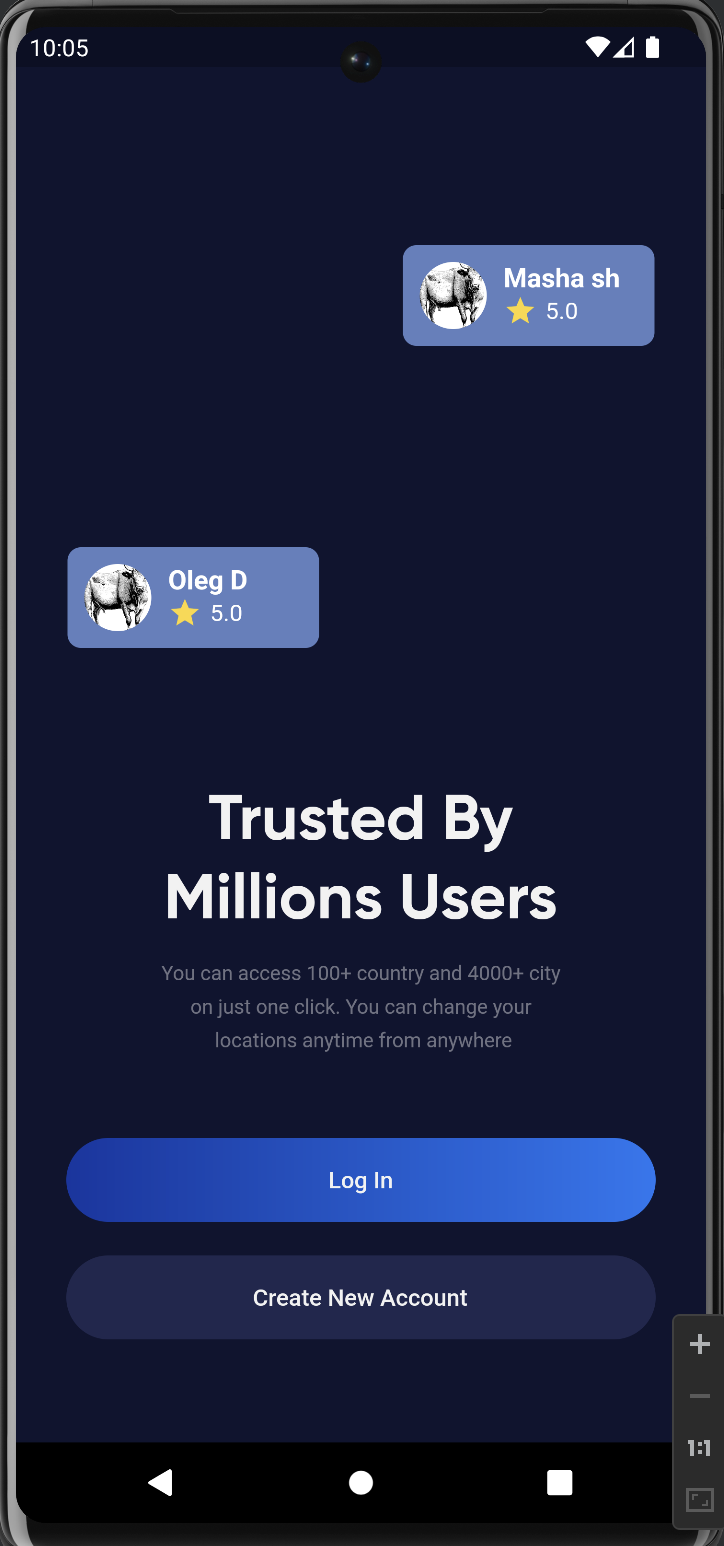 10:05
Masha sh
5.0
Oleg D
5.0
Trusted By
Millions Users
You can access 100+ country and 4000+ city
on just one click. You can change your
locations anytime from anywhere
Log In
Create New Account
1:1